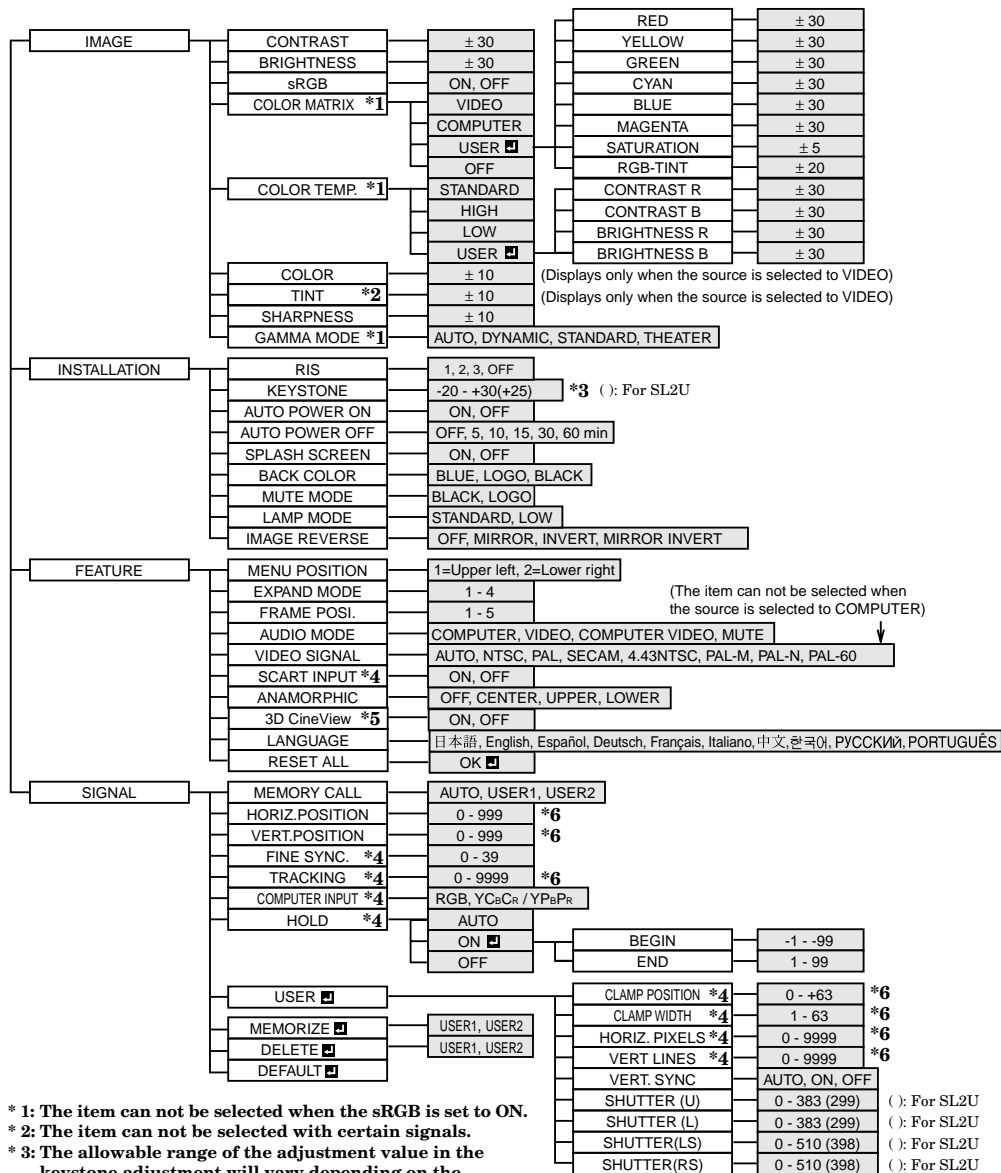 RED ± 30
IMAGE CONTRAST ± 30 YELLOW ± 30
BRIGHTNESS ± 30 GREEN ± 30
sRGB ON, OFF CYAN ± 30
COLOR MATRIX *1 VIDEO BLUE ± 30
COMPUTER MAGENTA ± 30
USER SATURATION ± 5
OFF RGB-TINT ± 20
COLOR TEMP. *1 STANDARD CONTRAST R ± 30
HIGH CONTRAST B ± 30
LOW BRIGHTNESS R ± 30
USER BRIGHTNESS B ± 30
COLOR ± 10 (Displays only when the source is selected to VIDEO)
TINT *2 ± 10 (Displays only when the source is selected to VIDEO)
SHARPNESS ± 10
GAMMA MODE *1 AUTO, DYNAMIC, STANDARD, THEATER
INSTALLATION RIS 1, 2, 3, OFF
KEYSTONE -20 - +30(+25) *3 ( ): For SL2U
AUTO POWER ON ON, OFF
AUTO POWER OFF OFF, 5, 10, 15, 30, 60 min
SPLASH SCREEN ON, OFF
BACK COLOR BLUE, LOGO, BLACK
MUTE MODE BLACK, LOGO
LAMP MODE STANDARD, LOW
IMAGE REVERSE OFF, MIRROR, INVERT, MIRROR INVERT
FEATURE MENU POSITION 1=Upper left, 2=Lower right
EXPAND MODE 1 - 4 (The item can not be selected when
FRAME POSI. 1 - 5 the source is selected to COMPUTER)
AUDIO MODE COMPUTER, VIDEO, COMPUTER VIDEO, MUTE
VIDEO SIGNAL AUTO, NTSC, PAL, SECAM, 4.43NTSC, PAL-M, PAL-N, PAL-60
SCART INPUT *4 ON, OFF
ANAMORPHIC OFF, CENTER, UPPER, LOWER
3D CineView *5 ON, OFF
LANGUAGE 日本語, English, Español, Deutsch, Français, Italiano, 中文, 한국어, РУССКИЙ, PORTUGUÊS
RESET ALL OK
SIGNAL MEMORY CALL AUTO, USER1, USER2
HORIZ.POSITION 0 - 999 *6
VERT.POSITION 0 - 999 *6
FINE SYNC. *4 0 - 39
TRACKING *4 0 - 9999 *6
COMPUTER INPUT *4 RGB, YCBCR / YPBPR
HOLD *4 AUTO
ON BEGIN -1 - -99
OFF END 1 - 99
USER CLAMP POSITION *4 0 - +63 *6
CLAMP WIDTH *4 1 - 63 *6
MEMORIZE USER1, USER2 HORIZ. PIXELS *4 0 - 9999 *6
DELETE USER1, USER2 VERT LINES *4 0 - 9999 *6
DEFAULT VERT. SYNC AUTO, ON, OFF
SHUTTER (U) 0 - 383 (299) ( ): For SL2U
SHUTTER (L) 0 - 383 (299) ( ): For SL2U
SHUTTER(LS) 0 - 510 (398) ( ): For SL2U
SHUTTER(RS) 0 - 510 (398) ( ): For SL2U
* 1: The item can not be selected when the sRGB is set to ON.
* 2: The item can not be selected with certain signals.
* 3: The allowable range of the adjustment value in the
keystone adjustment will vary depending on the